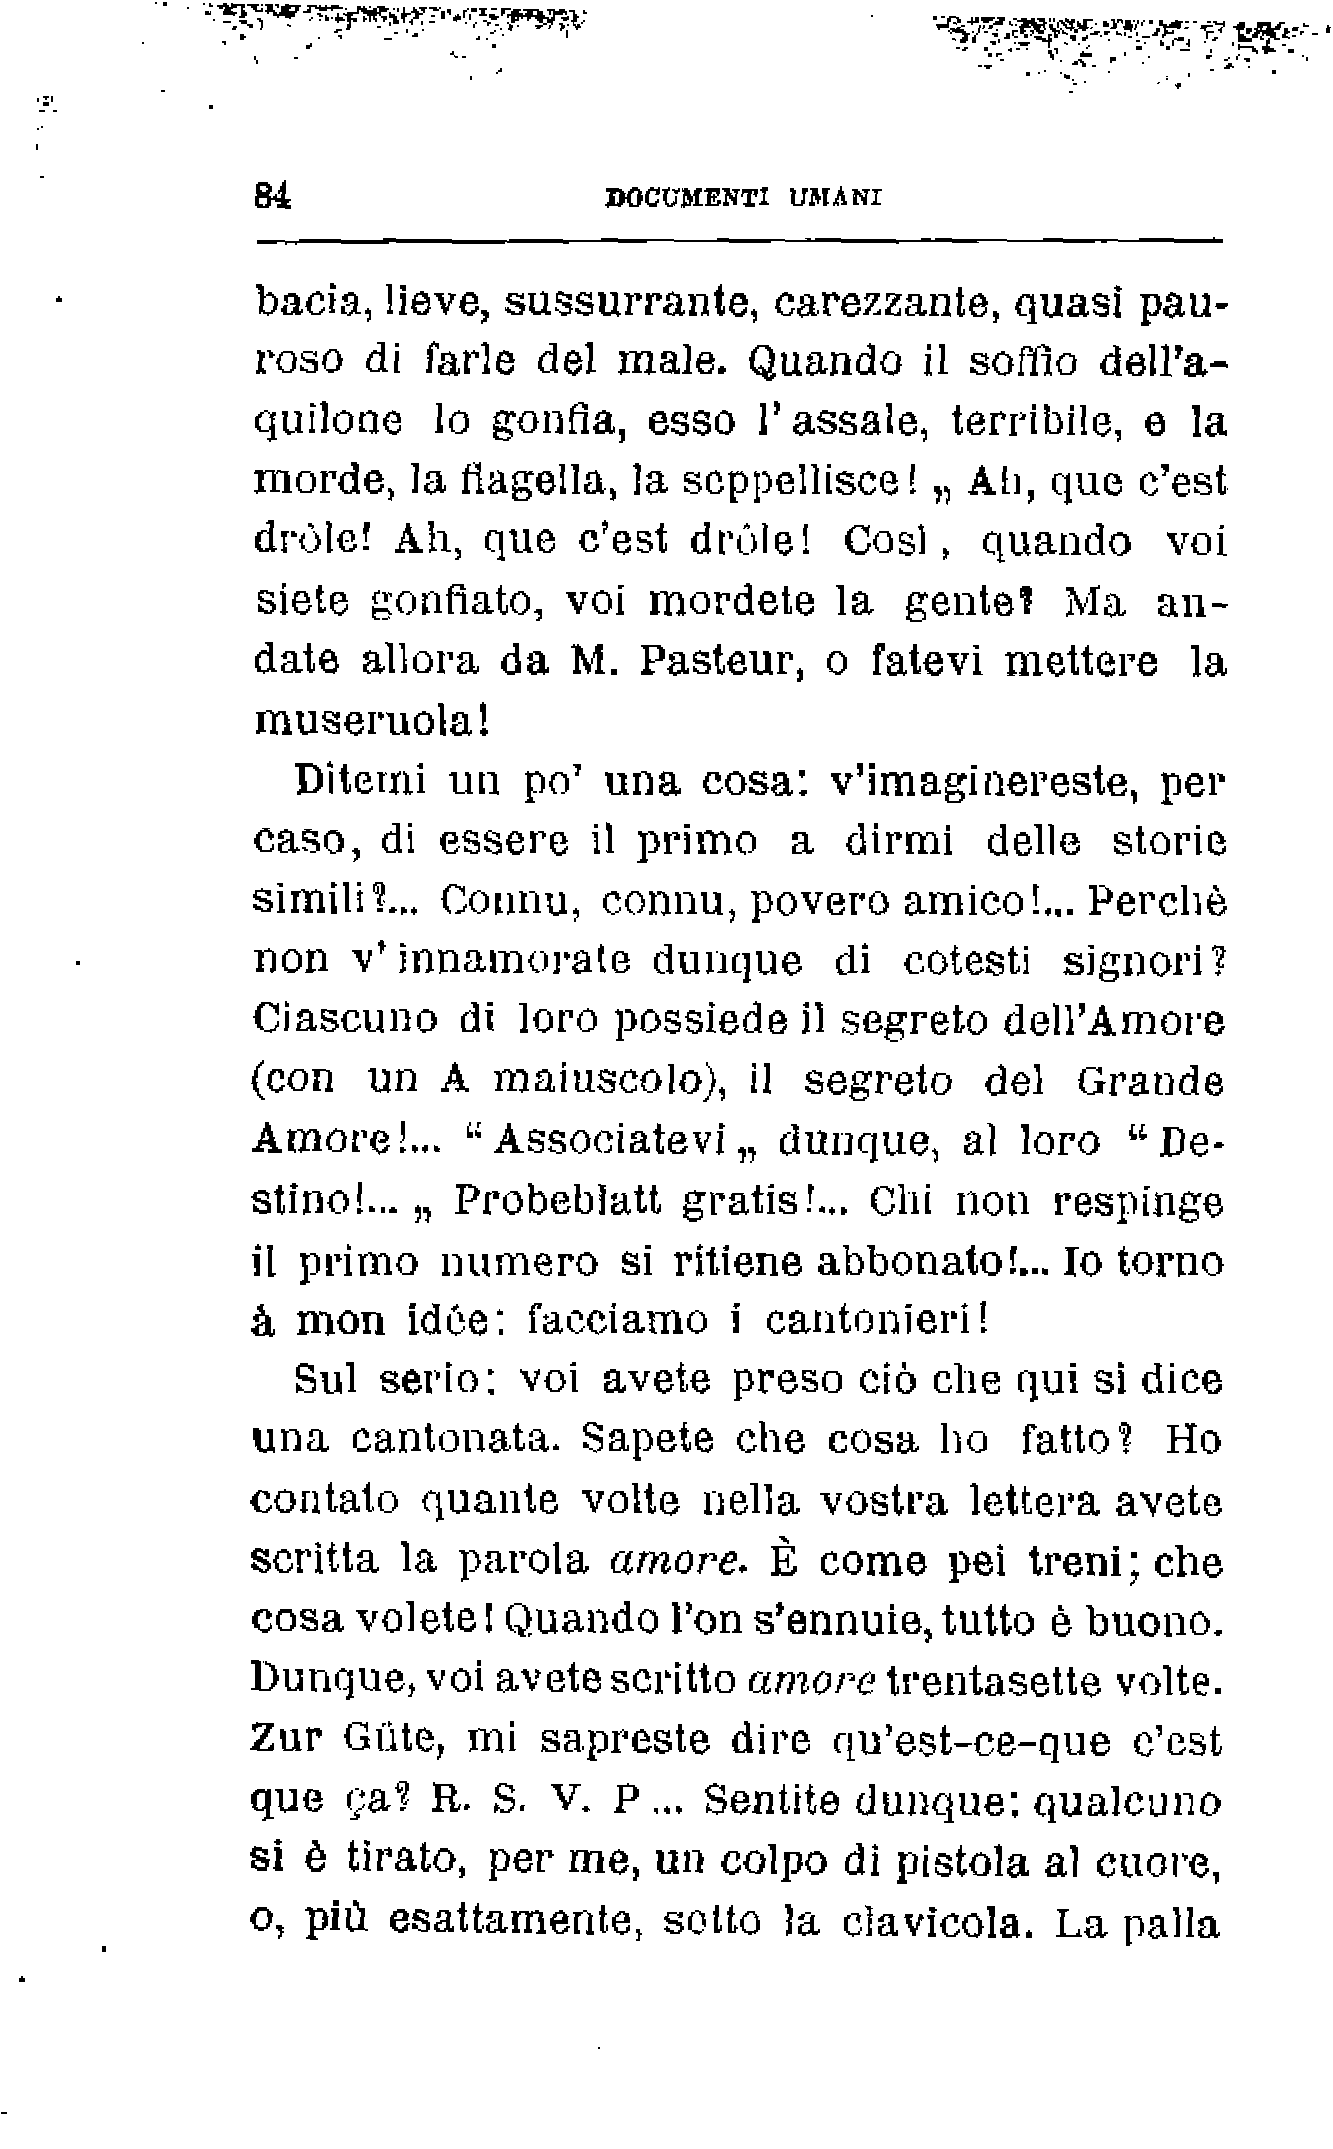 84 DOCUMENTI UMANI
bacia, lieve, sussurrante, carezzante, quasi pau-
roso di farle del male. Quando il soffio dell'a-
quilone lo gonfia, esso l' assale, terribile, e la
morde, la flagella, la seppellisce! „ Ah, que c'est
drôle! Ah, que c'est drôle! Così, quando voi
siete gonfiato, voi mordete la gente? Ma an-
date allora da M. Pasteur, o fatevi mettere la
museruola!
Ditemi un po' una cosa: v'imaginereste, per
caso, di essere il primo a dirmi delle storie
simili?... Connu, connu, povero amico!... Perchè
non v' innamorate dunque di cotesti signori?
Ciascuno di loro possiede il segreto dell'Amore
(con un A maiuscolo), il segreto del Grande
Amore!... “ Associatevi „ dunque, al loro “ De-
stino!... „ Probeblatt gratis!... Chi non respinge
il primo numero si ritiene abbonato!... Io torno
à mon idée: facciamo i cantonieri!
Sul serio: voi avete preso ciò che qui si dice
una cantonata. Sapete che cosa ho fatto? Ho
contato quante volte nella vostra lettera avete
scritta la parola amore. È come pei treni; che
cosa volete! Quando l'on s'ennuie, tutto è buono.
Dunque, voi avete scritto amore trentasette volte.
Zur Güte, mi sapreste dire qu'est-ce-que c'est
que ça? R. S. V. P ... Sentite dunque: qualcuno
si è tirato, per me, un colpo di pistola al cuore,
o, più esattamente, sotto la clavicola. La palla